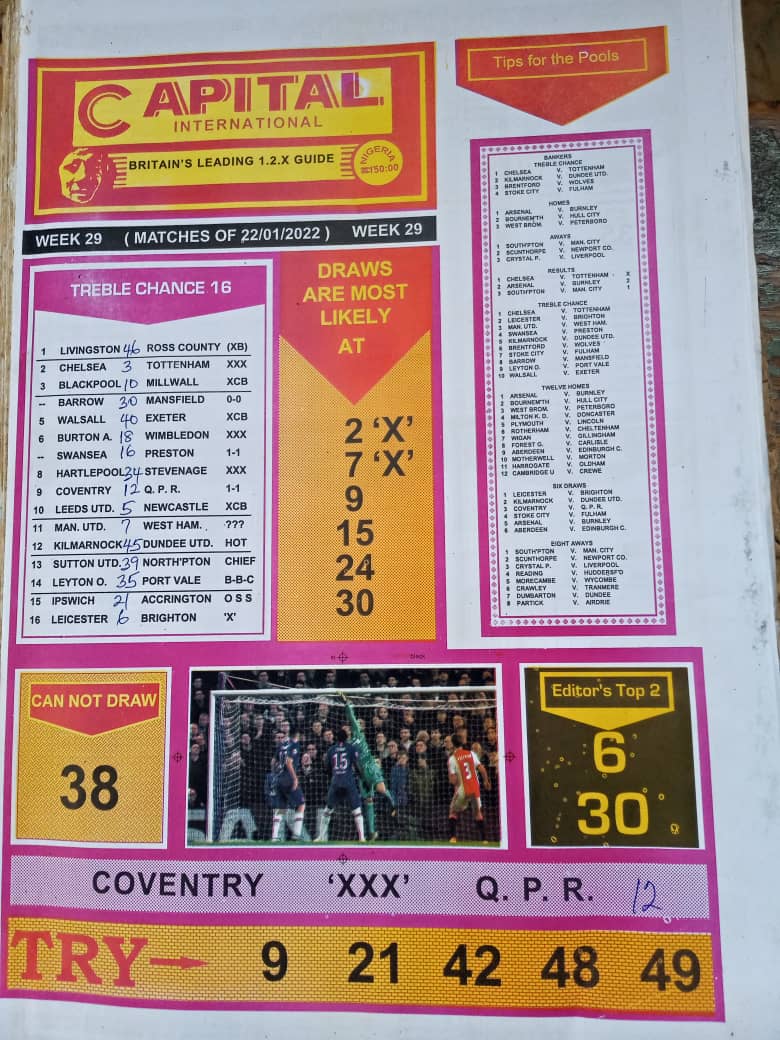 CAPITAL
INTERNATIONAL
BRITAIN'S LEADING 1.2.X GUIDE
NIGERIA
150:00
WEEK 29 ( MATCHES OF 22/01/2022 ) WEEK 29
TREBLE CHANCE 16
1 LIVINGSTON 46 ROSS COUNTY (XB)
2 CHELSEA 3 TOTTENHAM XXX
3 BLACKPOOL 10 MILLWALL XCB
-- BARROW 30 MANSFIELD 0-0
5 WALSALL 40 EXETER XCB
6 BURTON A. 18 WIMBLEDON XXX
-- SWANSEA 16 PRESTON 1-1
8 HARTLEPOOL 34 STEVENAGE XXX
9 COVENTRY 12 Q. P. R. 1-1
10 LEEDS UTD. 5 NEWCASTLE XCB
11 MAN. UTD. 7 WEST HAM. ???
12 KILMARNOCK 45 DUNDEE UTD. HOT
13 SUTTON UTD. 39 NORTH'PTON CHIEF
14 LEYTON O. 35 PORT VALE B-B-C
15 IPSWICH 21 ACCRINGTON O S S
16 LEICESTER 6 BRIGHTON 'X'
DRAWS
ARE MOST
LIKELY
AT
2 'X'
7 'X'
9
15
24
30
Tips for the Pools
BANKERS
TREBLE CHANCE
1 CHELSEA V. TOTTENHAM
2 KILMARNOCK V. DUNDEE UTD.
3 BRENTFORD V. WOLVES
4 STOKE CITY V. FULHAM
HOMES
1 ARSENAL V. BURNLEY
2 BOURNEM'TH V. HULL CITY
3 WEST BROM. V. PETERBORO
AWAYS
1 SOUTH'PTON V. MAN. CITY
2 SCUNTHORPE V. NEWPORT CO.
3 CRYSTAL P. V. LIVERPOOL
RESULTS
1 CHELSEA V. TOTTENHAM - X
2 ARSENAL V. BURNLEY 2
3 SOUTH'PTON V. MAN. CITY 1
TREBLE CHANCE
1 CHELSEA V. TOTTENHAM
2 LEICESTER V. BRIGHTON
3 MAN. UTD. V. WEST HAM.
4 SWANSEA V. PRESTON
5 KILMARNOCK V. DUNDEE UTD.
6 BRENTFORD V. WOLVES
7 STOKE CITY V. FULHAM
8 BARROW V. MANSFIELD
9 LEYTON O. V. PORT VALE
10 WALSALL V. EXETER
TWELVE HOMES
1 ARSENAL V. BURNLEY
2 BOURNEM'TH V. HULL CITY
3 WEST BROM. V. PETERBORO
4 MILTON K. D. V. DONCASTER
5 PLYMOUTH V. LINCOLN
6 ROTHERHAM V. CHELTENHAM
7 WIGAN V. GILLINGHAM
8 FOREST G. V. CARLISLE
9 ABERDEEN V. EDINBURGH C.
10 MOTHERWELL V. MORTON
11 HARROGATE V. OLDHAM
12 CAMBRIDGE U V. CREWE
SIX DRAWS
1 LEICESTER V. BRIGHTON
2 KILMARNOCK V. DUNDEE UTD.
3 COVENTRY V. Q. P. R.
4 STOKE CITY V. FULHAM
5 ARSENAL V. BURNLEY
6 ABERDEEN V. EDINBURGH C.
EIGHT AWAYS
1 SOUTH'PTON V. MAN. CITY
2 SCUNTHORPE V. NEWPORT CO.
3 CRYSTAL P. V. LIVERPOOL
4 READING V. HUDDERSF'D
5 MORECAMBE V. WYCOMBE
6 CRAWLEY V. TRANMERE
7 DUMBARTON V. DUNDEE
8 PARTICK V. AIRDRIE
black
CAN NOT DRAW
38
15
3
Editor's Top 2
6
30
COVENTRY 'XXX' Q. P. R. 12
TRY→ 9 21 42 48 49